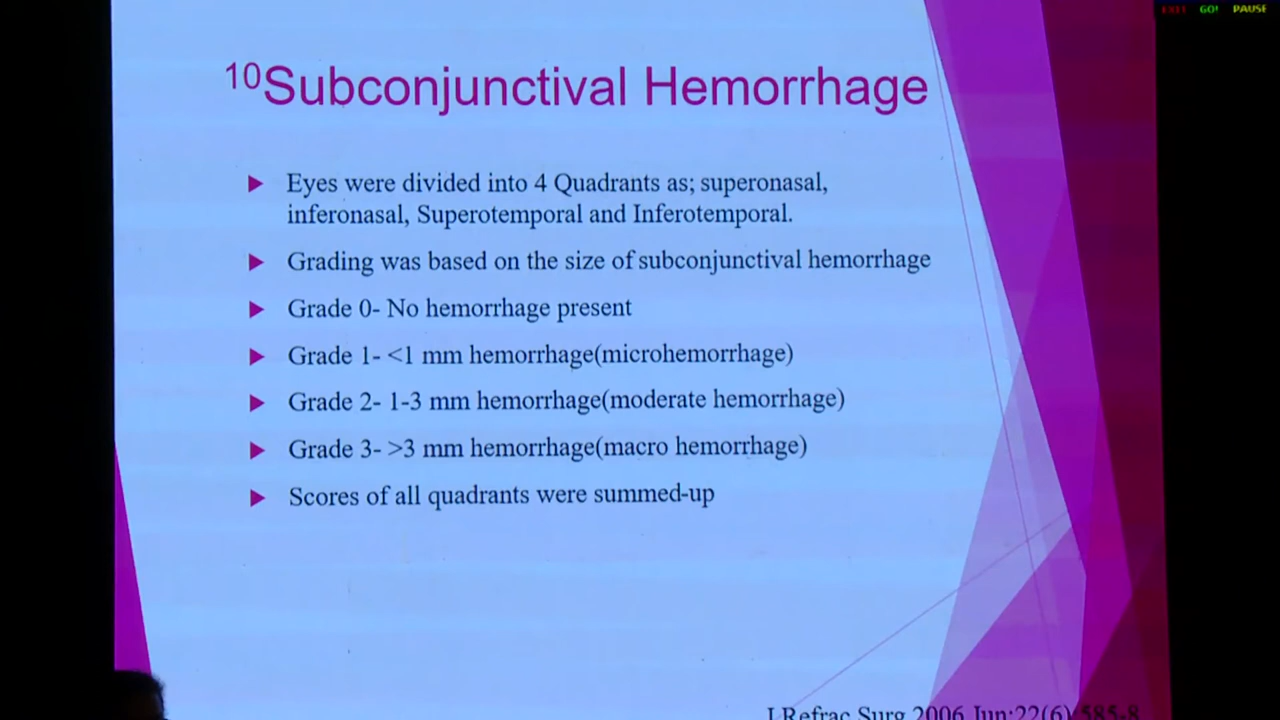 EXIT GO! PAUSE
10Subconjunctival Hemorrhage
Eyes were divided into 4 Quadrants as; superonasal,
inferonasal, Superotemporal and Inferotemporal.
Grading was based on the size of subconjunctival hemorrhage
Grade 0- No hemorrhage present
Grade 1- <1 mm hemorrhage(microhemorrhage)
Grade 2- 1-3 mm hemorrhage(moderate hemorrhage)
Grade 3- >3 mm hemorrhage(macro hemorrhage)
Scores of all quadrants were summed-up
J Refrac Surg 2006 Jun;22(6) 585-8